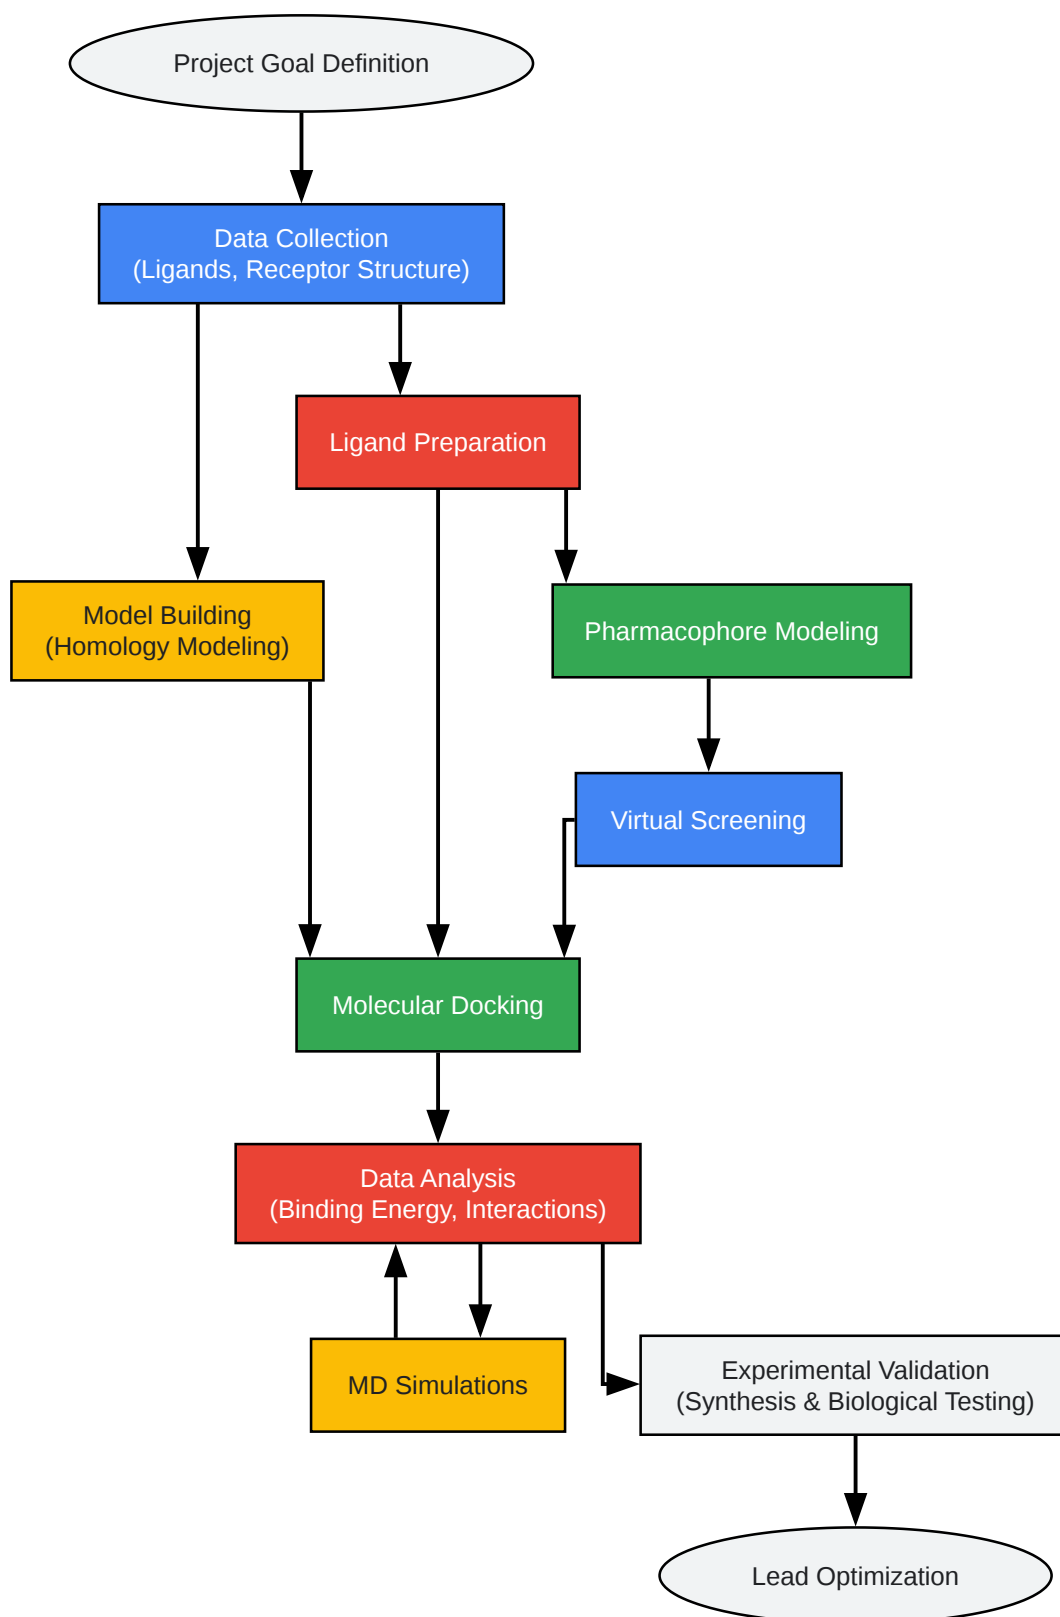 Project Goal Definition
Data Collection
(Ligands, Receptor Structure)
Ligand Preparation
Model Building
(Homology Modeling)
Pharmacophore Modeling
Virtual Screening
Molecular Docking
Data Analysis
(Binding Energy, Interactions)
MD Simulations
Experimental Validation
(Synthesis & Biological Testing)
Lead Optimization